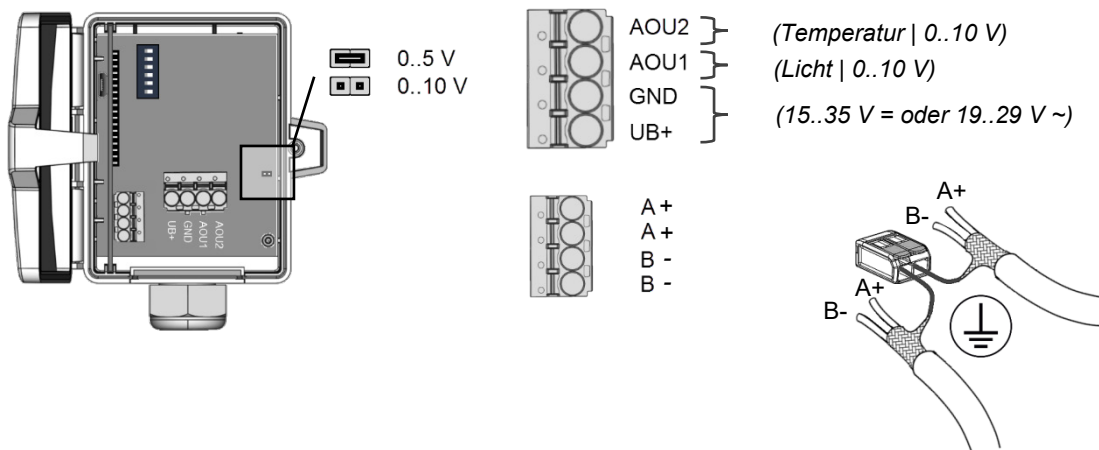 0..5 V
0..10 V
UB+
GND
AOU1
AOU2
AOU2
AOU1
GND
UB+
(Temperatur | 0..10 V)
(Licht | 0..10 V)
(15..35 V = oder 19..29 V ~)
A +
A +
B -
B -
A+
B-
A+
B-